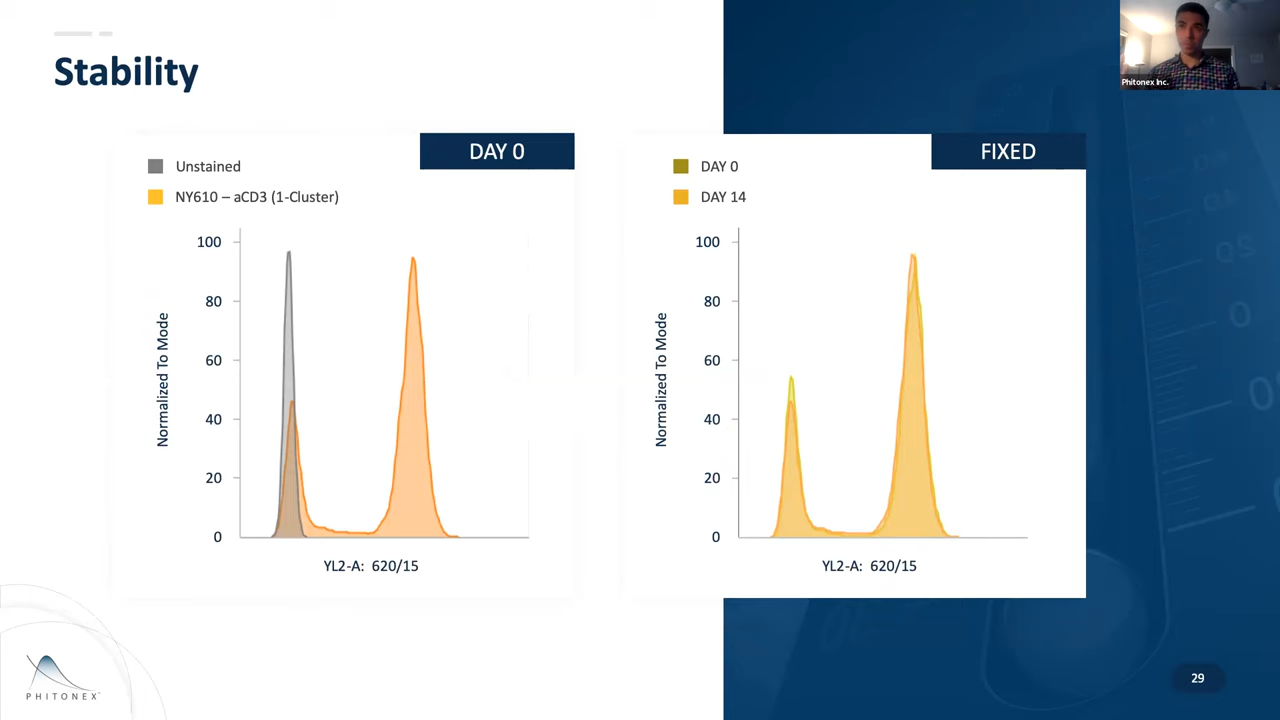 Stability
Phitonex Inc.
DAY 0
Unstained
NY610 – aCD3 (1-Cluster)
100
80
60
40
20
0
Normalized To Mode
YL2-A: 620/15
FIXED
DAY 0
DAY 14
100
80
60
40
20
0
Normalized To Mode
YL2-A: 620/15
20
0
PHITONEX
29